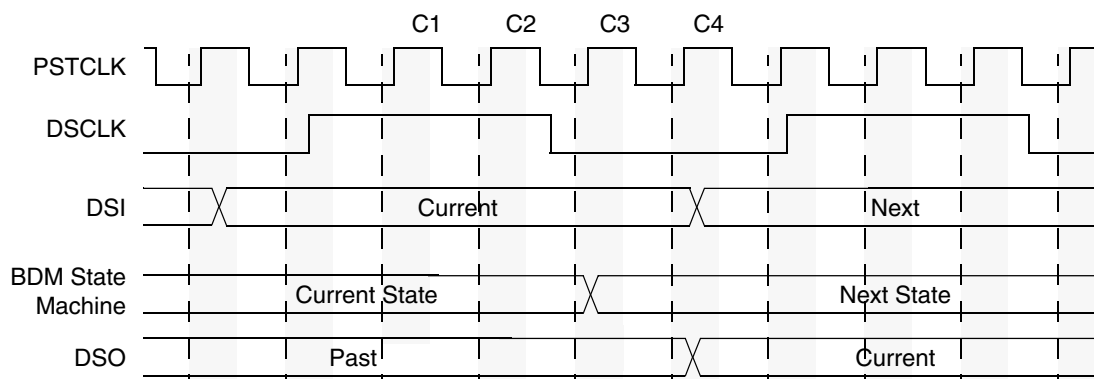 C1 C2 C3 C4
PSTCLK
DSCLK
DSI Current Next
BDM State
Machine Current State Next State
DSO Past Current